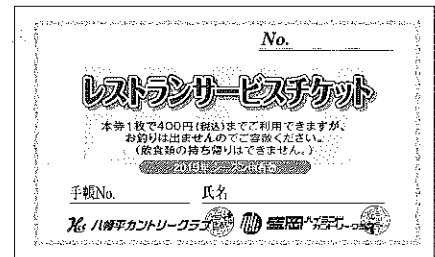 No.
レストランサービスチケット
本券1枚で400円(税込)までご利用できますが、
お釣りは出ませんのでご容赦ください。
(飲食類の持ち帰りはできません。)
2019年シーズン中有効
手帳No. 氏名
八幡平カントリークラブ 盛岡ハイランドカントリークラブ